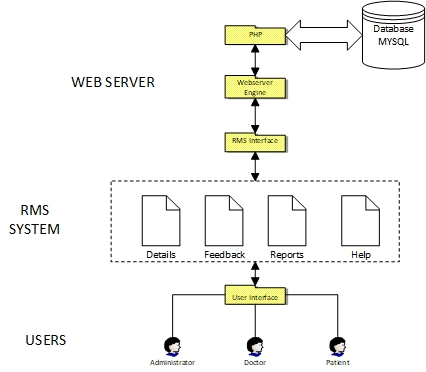 PHP
Database
MYSQL
WEB SERVER
Webserver
Engine
RMS Interface
RMS
SYSTEM
Details
Feedback
Reports
Help
User Interface
USERS
Administrator
Doctor
Patient